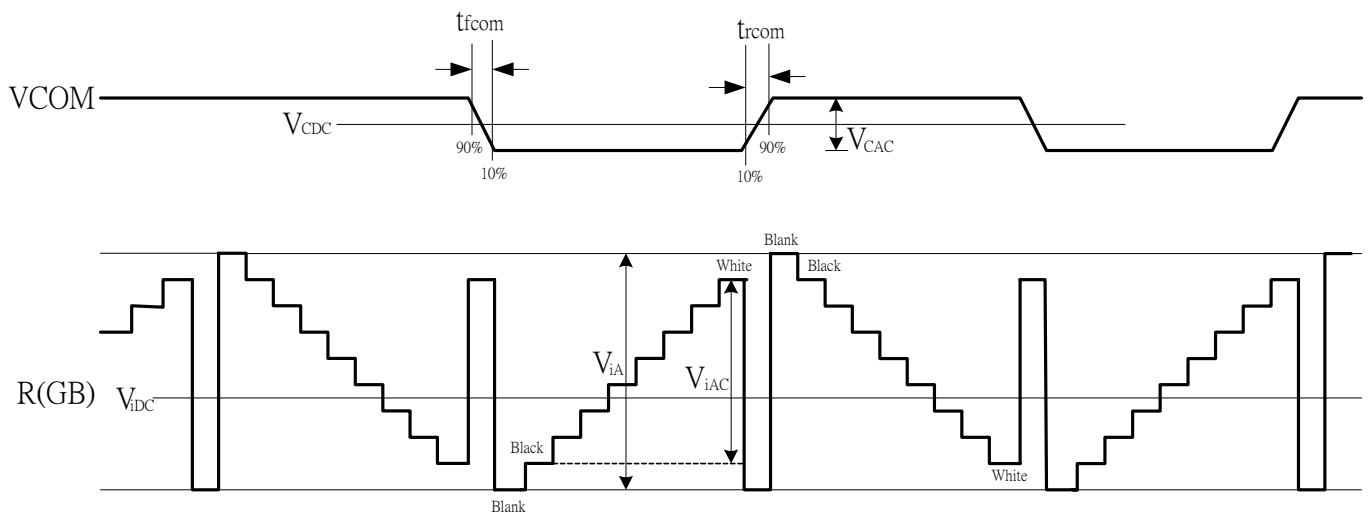 tfcom
trcom
VCOM
VCDC
VCAC
90%
90%
10%
10%
Blank
White
Black
ViA
ViAC
R(GB)
ViDC
Black
White
Blank